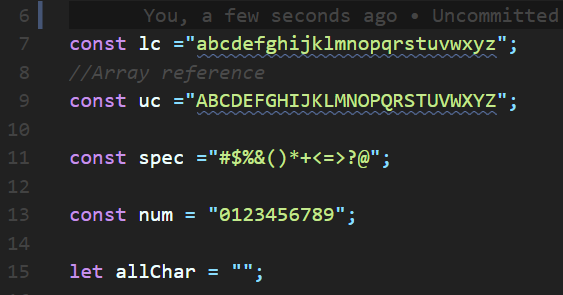 6 You, a few seconds ago • Uncommitted
7 const lc ="abcdefghijklmnopqrstuvwxyz";
8 //Array reference
9 const uc ="ABCDEFGHIJKLMNOPQRSTUVWXYZ";
10
11 const spec ="#$%&()*+<=>?@";
12
13 const num = "0123456789";
14
15 let allChar = "";